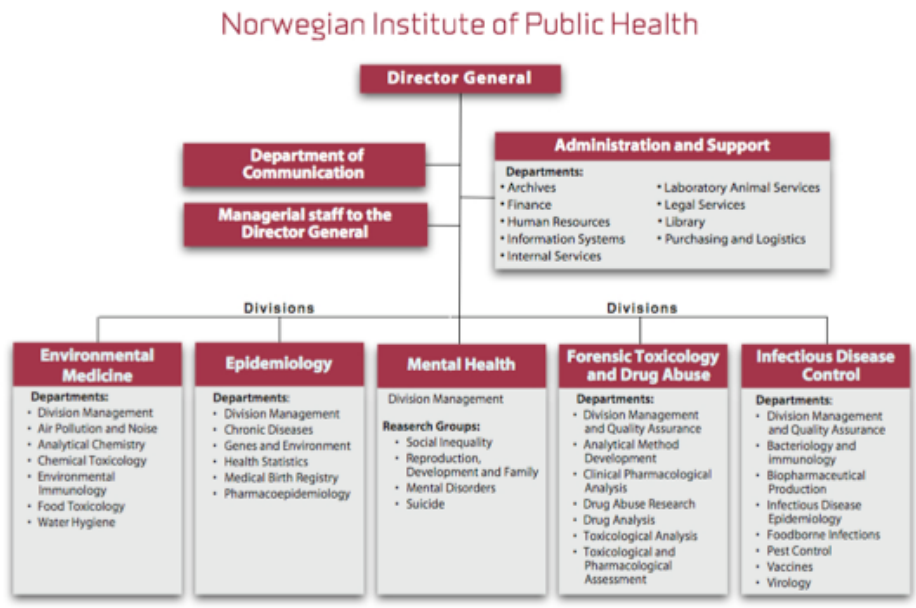 Norwegian Institute of Public Health
Director General
Department of
Communication
Managerial staff to the
Director General
Administration and Support
Departments:
• Archives
• Finance
• Human Resources
• Information Systems
• Internal Services
• Laboratory Animal Services
• Legal Services
• Library
• Purchasing and Logistics
Divisions
Divisions
Environmental
Medicine
Departments:
• Division Management
• Air Pollution and Noise
• Analytical Chemistry
• Chemical Toxicology
• Environmental
Immunology
• Food Toxicology
• Water Hygiene
Epidemiology
Departments:
• Division Management
• Chronic Diseases
• Genes and Environment
• Health Statistics
• Medical Birth Registry
• Pharmacoepidemiology
Mental Health
Division Management
Reaserch Groups:
• Social Inequality
• Reproduction,
Development and Family
• Mental Disorders
• Suicide
Forensic Toxicology
and Drug Abuse
Departments:
• Division Management
and Quality Assurance
• Analytical Method
Development
• Clinical Pharmacological
Analysis
• Drug Abuse Research
• Drug Analysis
• Toxicological Analysis
• Toxicological and
Pharmacological
Assessment
Infectious Disease
Control
Departments:
• Division Management
and Quality Assurance
• Bacteriology and
immunology
• Biopharmaceutical
Production
• Infectious Disease
Epidemiology
• Foodborne Infections
• Pest Control
• Vaccines
• Virology